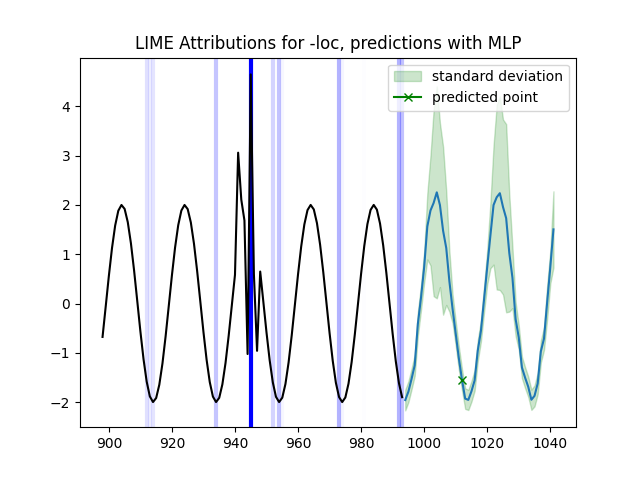 LIME Attributions for -loc, predictions with MLP
standard deviation
predicted point
4
3
2
1
0
−1
−2
900 920 940 960 980 1000 1020 1040